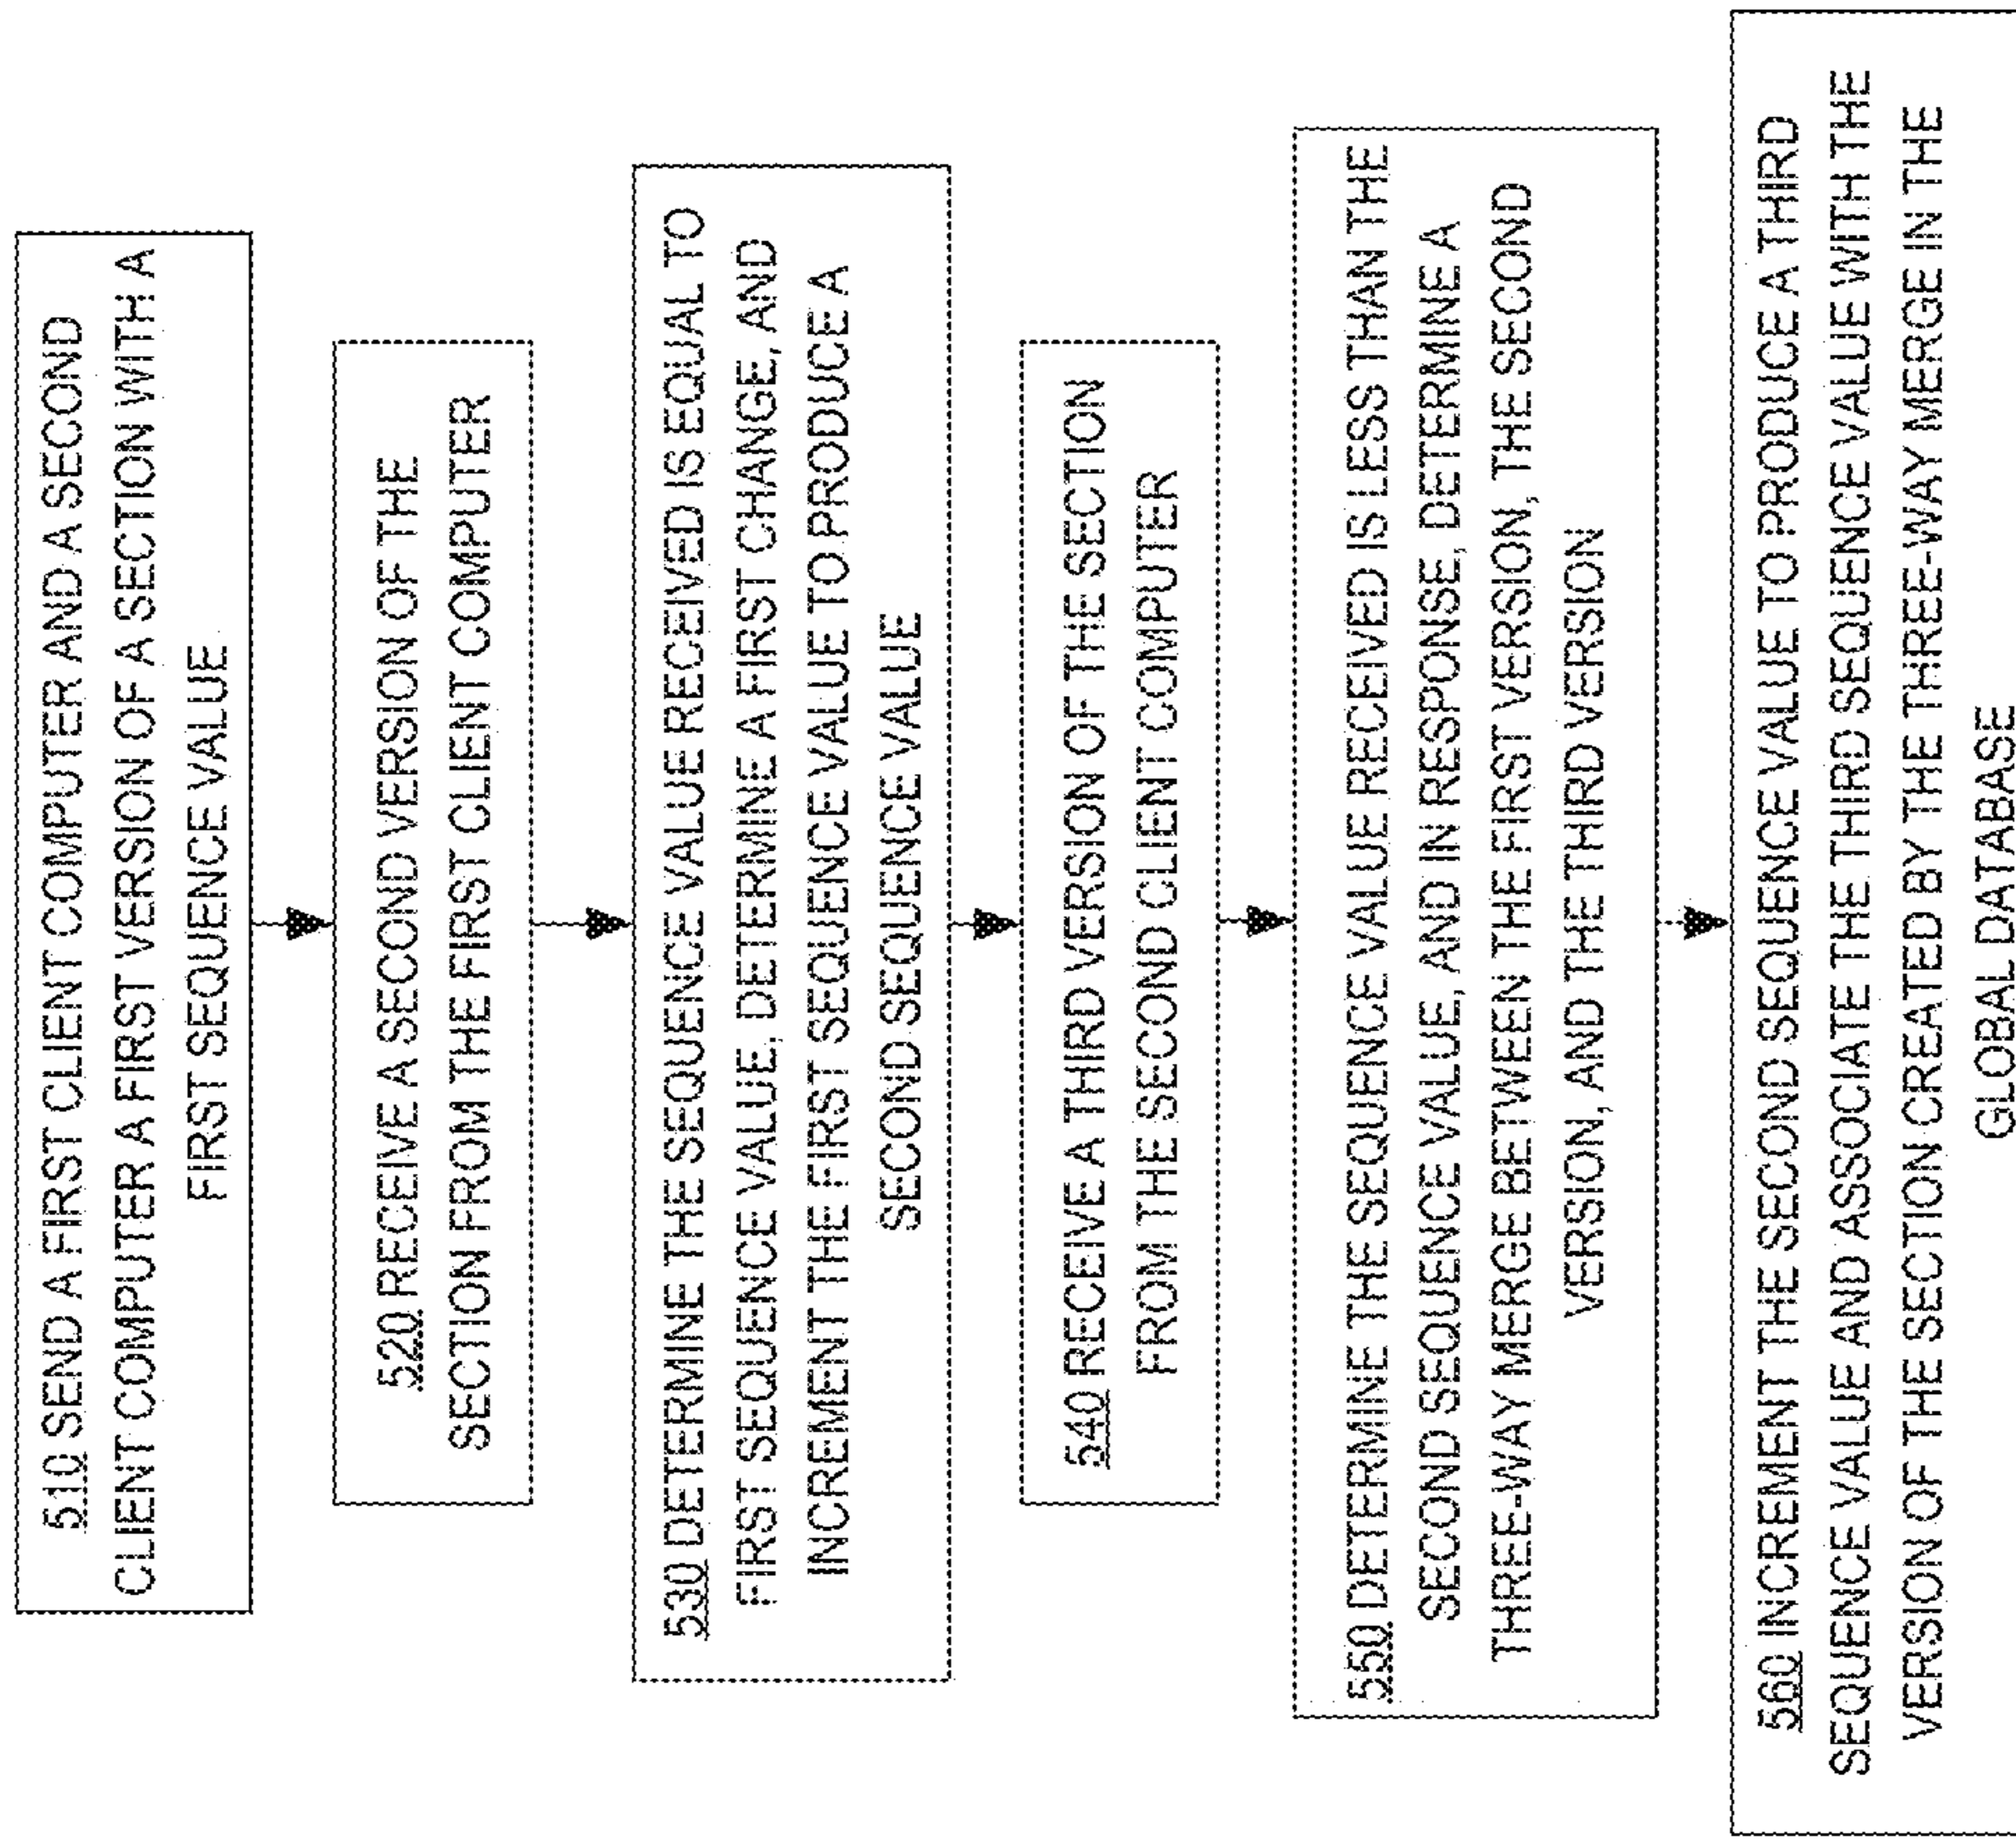 510 SEND A FIRST CLIENT COMPUTER AND A SECOND
CLIENT COMPUTER A FIRST VERSION OF A SECTION WITH A
FIRST SEQUENCE VALUE
520 RECEIVE A SECOND VERSION OF THE
SECTION FROM THE FIRST CLIENT COMPUTER
530 DETERMINE THE SEQUENCE VALUE RECEIVED IS EQUAL TO
FIRST SEQUENCE VALUE, DETERMINE A FIRST CHANGE, AND
INCREMENT THE FIRST SEQUENCE VALUE TO PRODUCE A
SECOND SEQUENCE VALUE
540 RECEIVE A THIRD VERSION OF THE SECTION
FROM THE SECOND CLIENT COMPUTER
550 DETERMINE THE SEQUENCE VALUE RECEIVED IS LESS THAN THE
SECOND SEQUENCE VALUE, AND IN RESPONSE, DETERMINE A
THREE-WAY MERGE BETWEEN THE FIRST VERSION, THE SECOND
VERSION, AND THE THIRD VERSION
560 INCREMENT THE SECOND SEQUENCE VALUE TO PRODUCE A THIRD
SEQUENCE VALUE AND ASSOCIATE THE THIRD SEQUENCE VALUE WITH THE
VERSION OF THE SECTION CREATED BY THE THREE-WAY MERGE IN THE
GLOBAL DATABASE